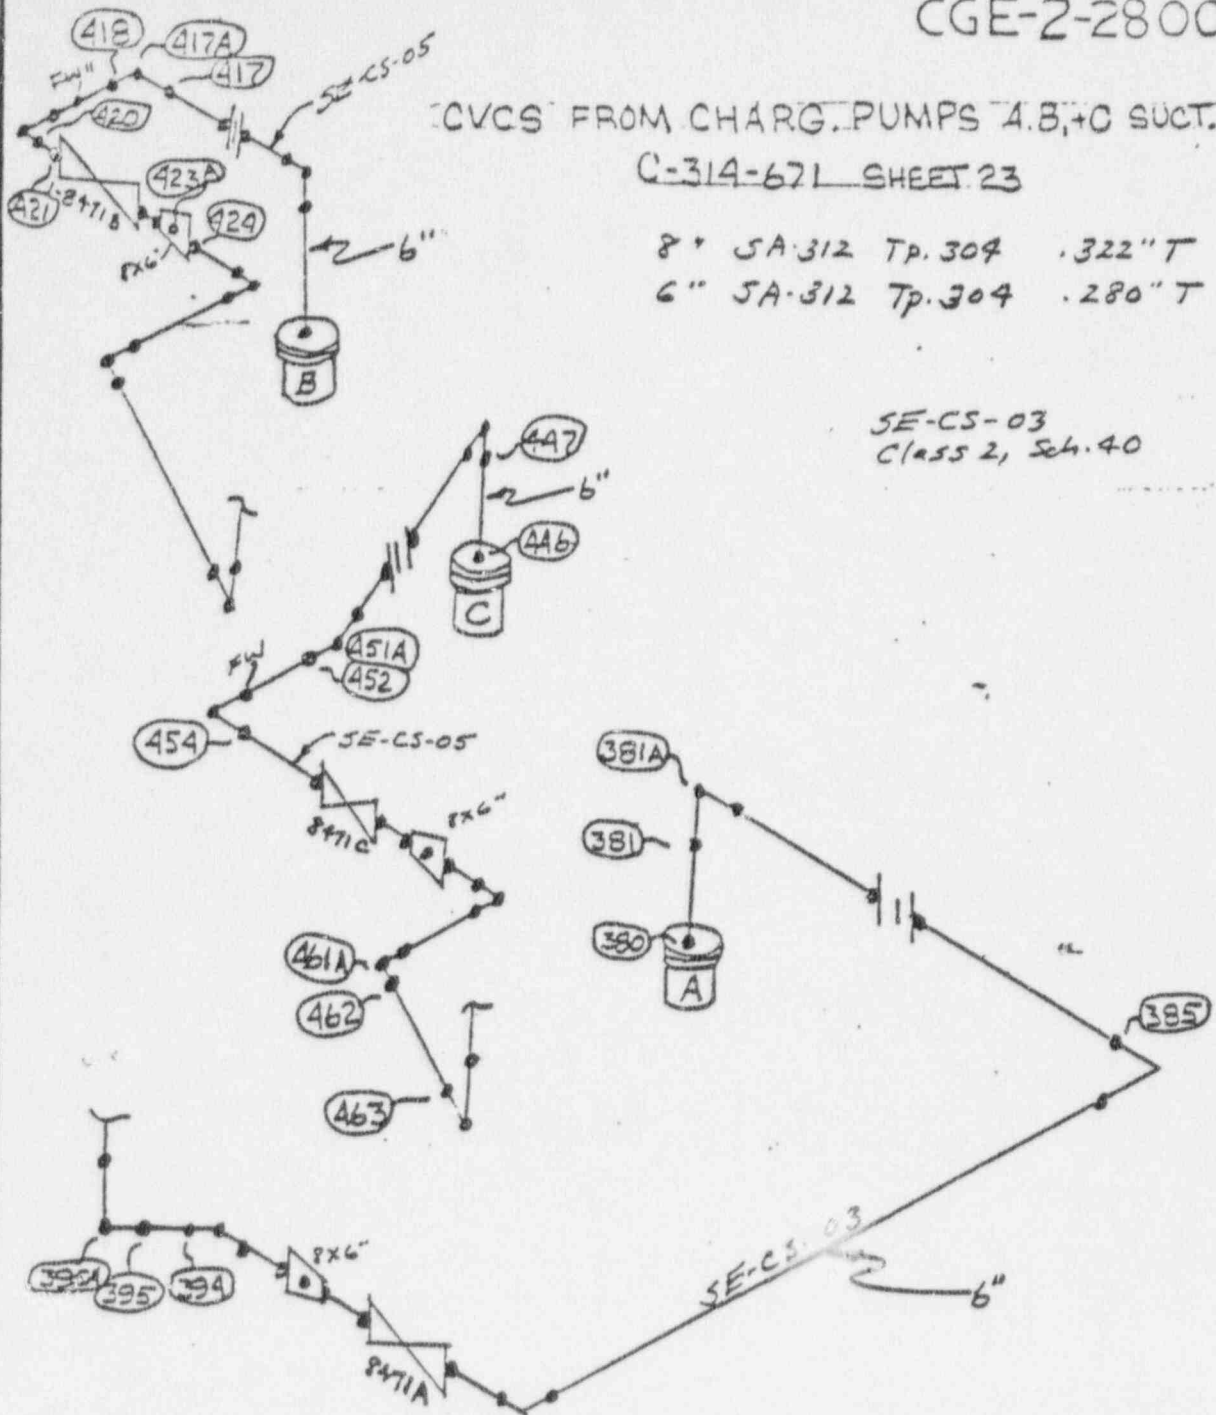 CGE-2-2800
CVCS FROM CHARG. PUMPS A.B,+C SUCT.
C-314-671 SHEET 23
8" SA-312 Tp. 304 .322" T
6" SA-312 Tp. 304 .280" T
SE-CS-03
Class 2, Sch. 40
418
417A
417
SE-CS-05
FW
420
421
8471B
423A
424
8x6"
6"
B
447
6"
446
C
451A
452
FW
454
SE-CS-05
8471C
8x6"
461A
462
463
381A
381
380
A
385
SE-CS-03
6"
395A
395
394
8x6"
8471A